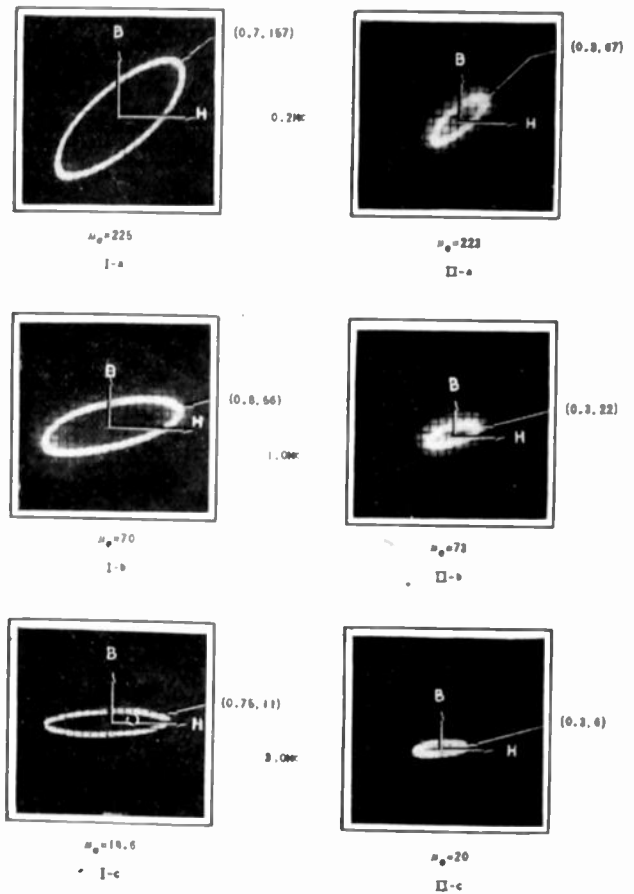 (0.7,157)
B
H
(0.3,67)
B
H
0.2MC
μₑ=225
I-a
μₑ=223
II-a
B
H
(0.8,56)
B
H
(0.3,22)
1.0MC
μₑ=70
I-b
μₑ=73
II-b
B
H
(0.75,11)
B
H
(0.3,6)
μₑ=14.6
I-c
μₑ=20
II-c